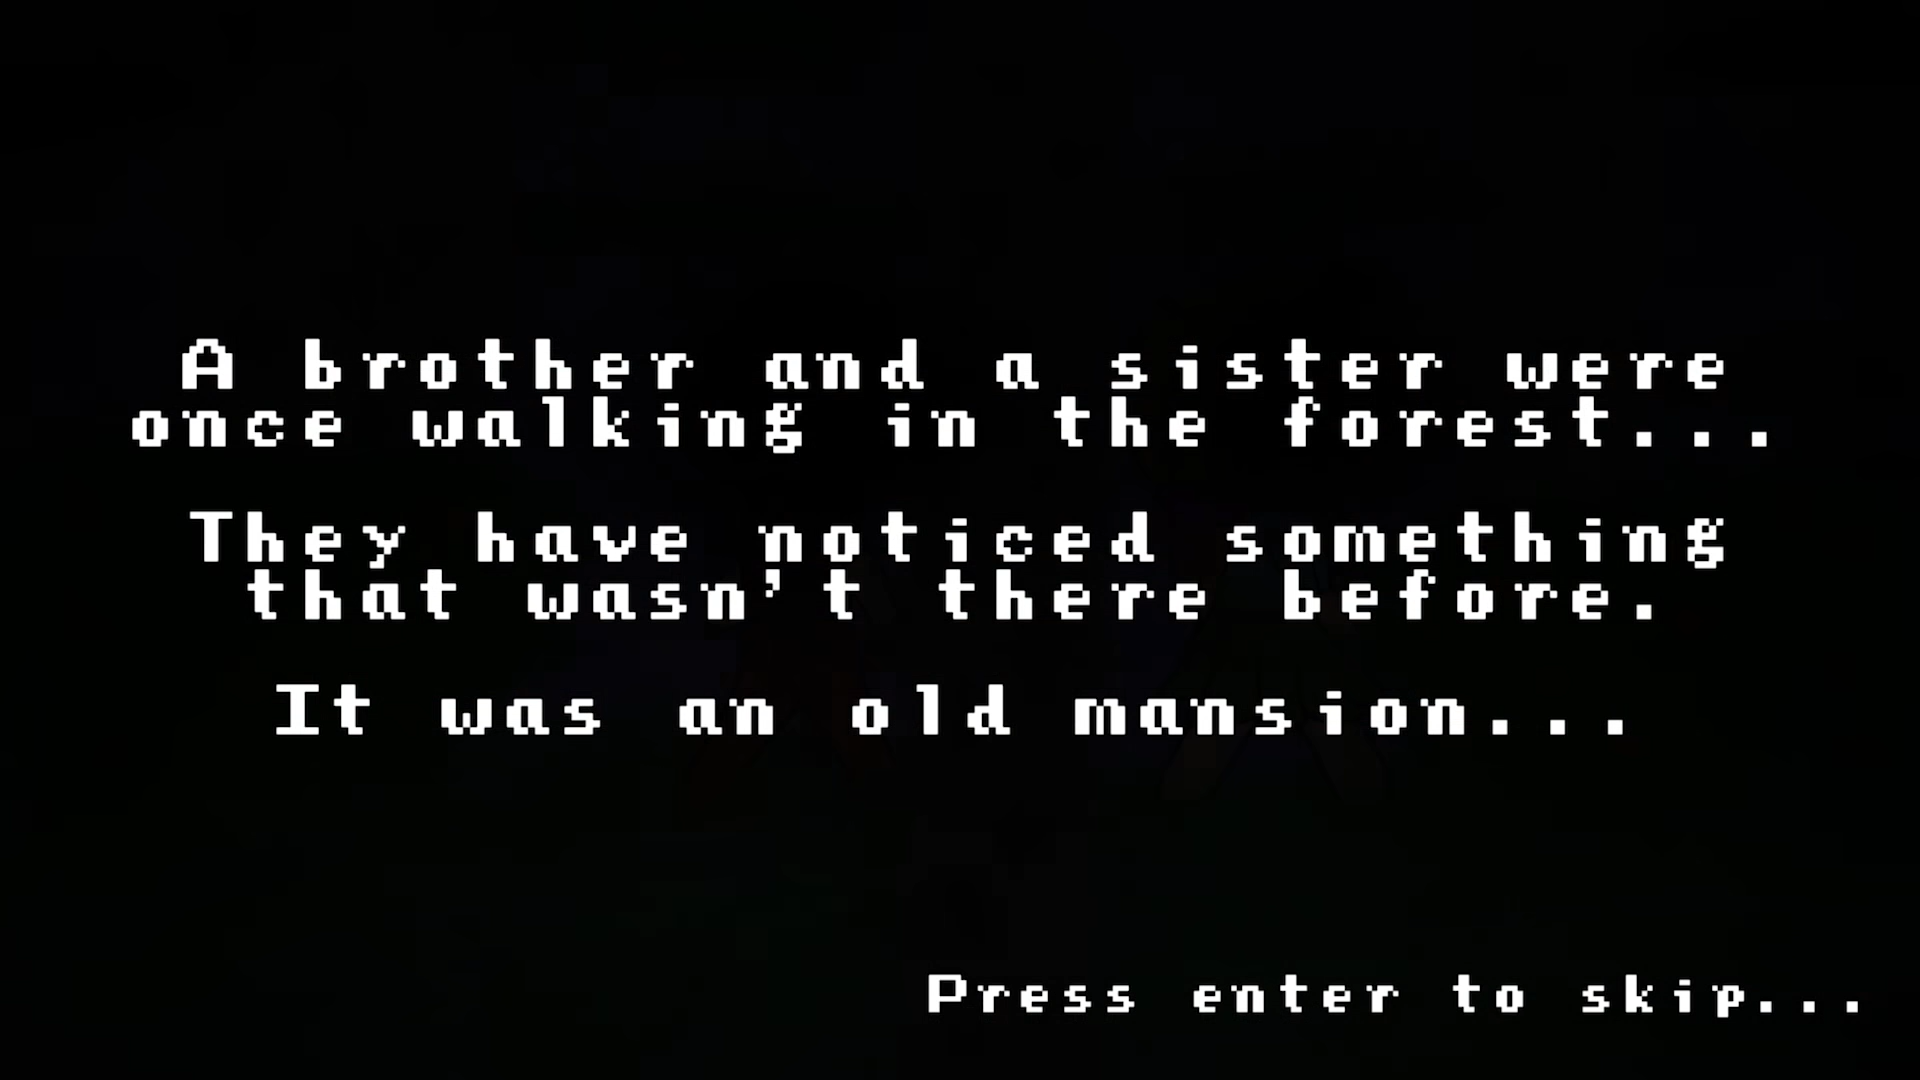 A brother and a sister were
once walking in the forest...
They have noticed something
that wasn't there before.
It was an old mansion...
Press enter to skip...